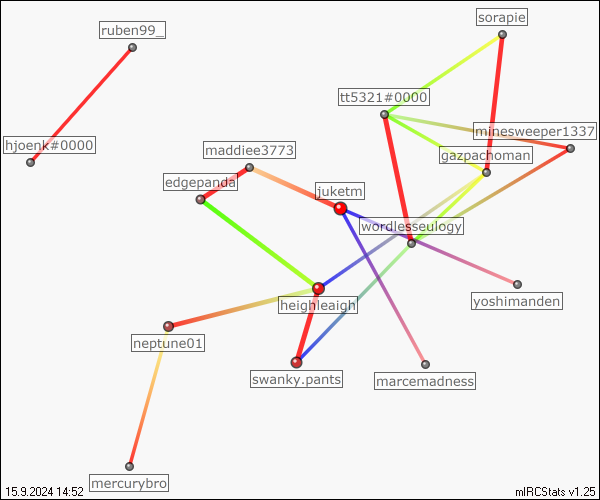 sorapie
ruben99_
tt5321#0000
minesweeper1337
hjoenk#0000
maddiee3773
gazpachoman
edgepanda
juketm
wordlesseulogy
heighleaigh
yoshimanden
neptune01
swanky.pants
marcemadness
mercurybro
15.9.2024 14:52
mIRCStats v1.25